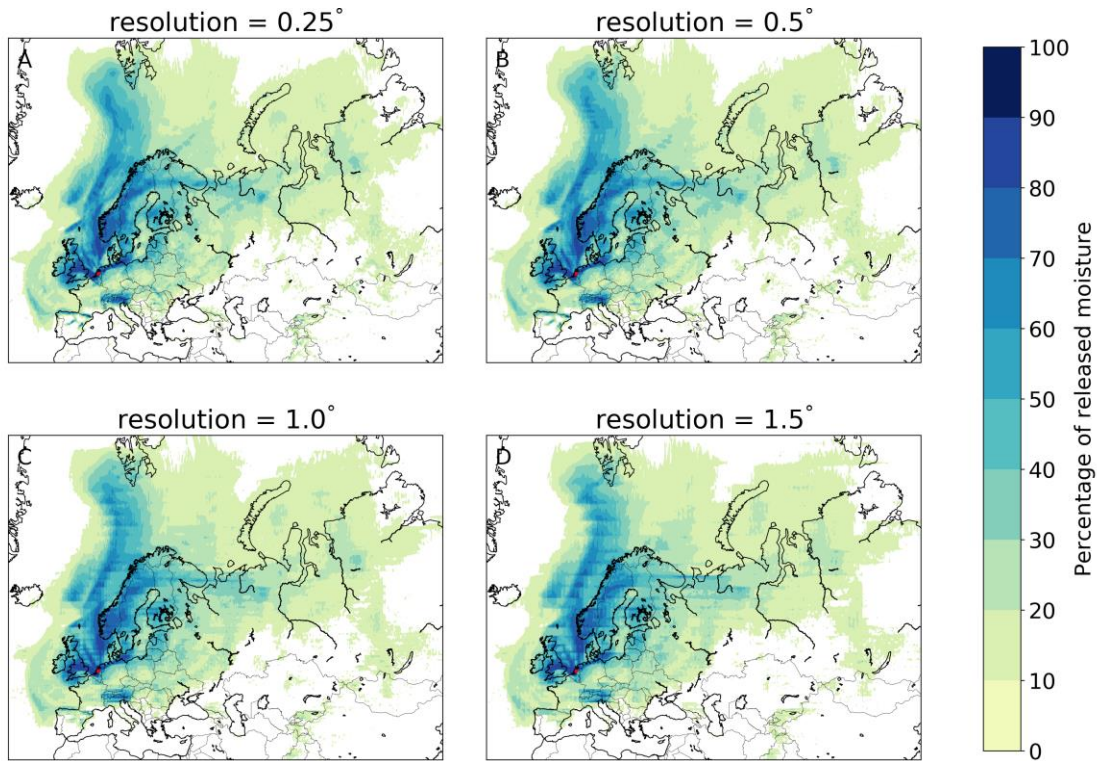 resolution = 0.25°
resolution = 0.5°
A
B
resolution = 1.0°
resolution = 1.5°
C
D
100
90
80
70
60
50
40
30
20
10
0
Percentage of released moisture